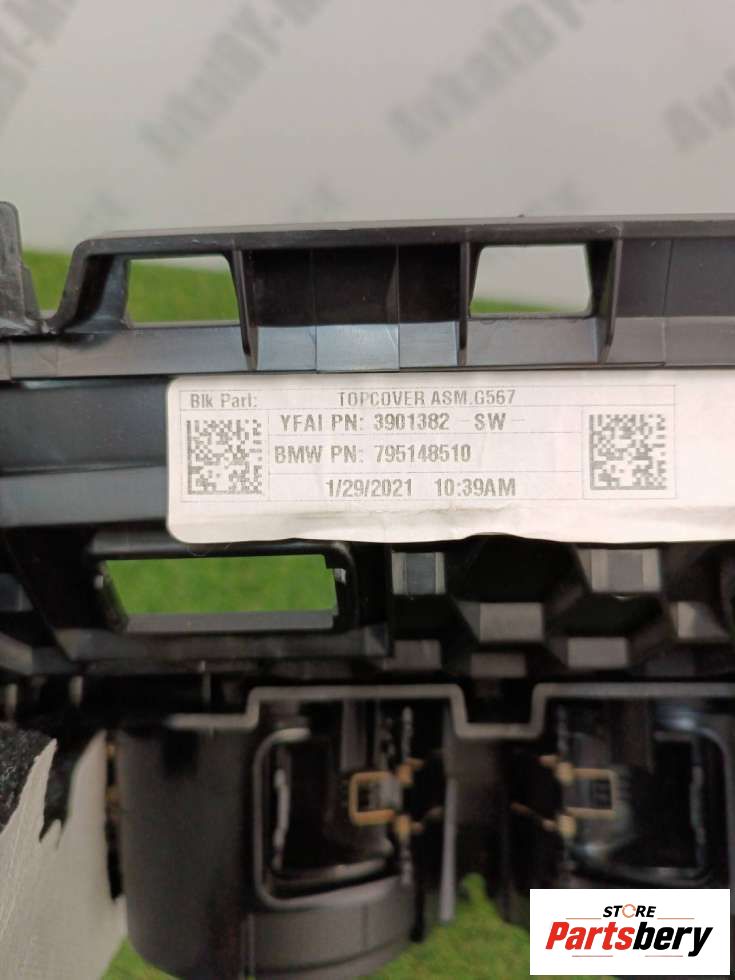 Blk Part: TOPCOVER ASM.G567
YFAI PN: 3901382 -SW-
BMW PN: 795148510
1/29/2021 10:39AM
STORE
Partsbery